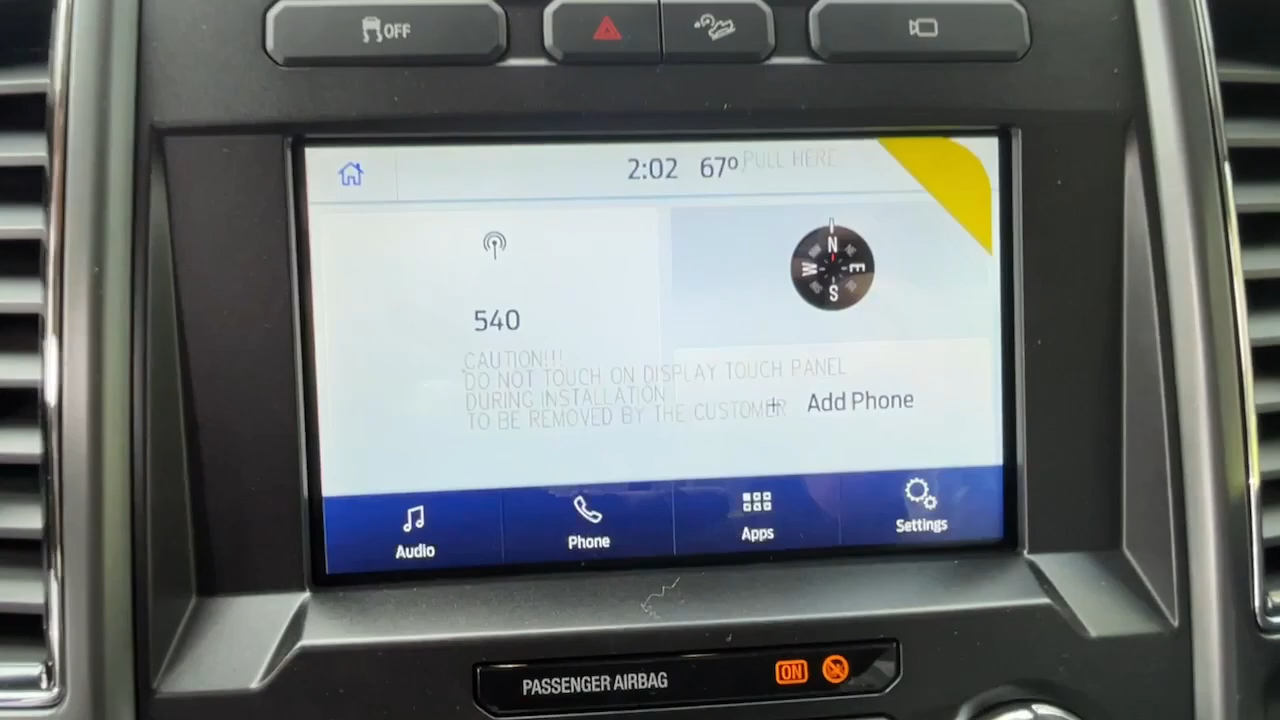 OFF
2:02 67° PULL HERE
N
NE
W E
S
540
CAUTION!!!
DO NOT TOUCH ON DISPLAY TOUCH PANEL
DURING INSTALLATION
TO BE REMOVED BY THE CUSTOMER
+ Add Phone
Audio Phone Apps Settings
PASSENGER AIRBAG ON